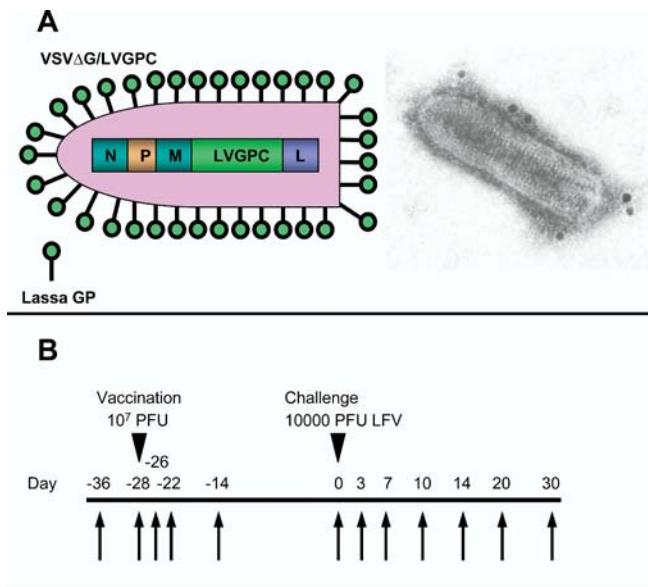 A
VSVΔG/LVGPC
N P M LVGPC L
Lassa GP
B
Vaccination
10⁷ PFU
Challenge
10000 PFU LFV
-26
Day -36 -28 -22 -14 0 3 7 10 14 20 30